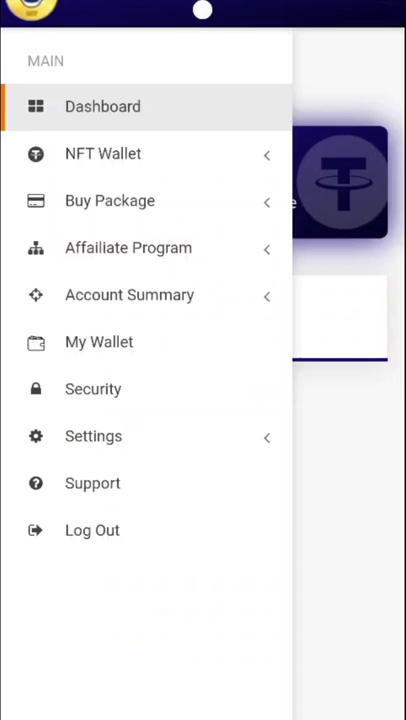 MAIN
Dashboard
NFT Wallet
Buy Package
e
Affailiate Program
Account Summary
My Wallet
Security
Settings
Support
Log Out